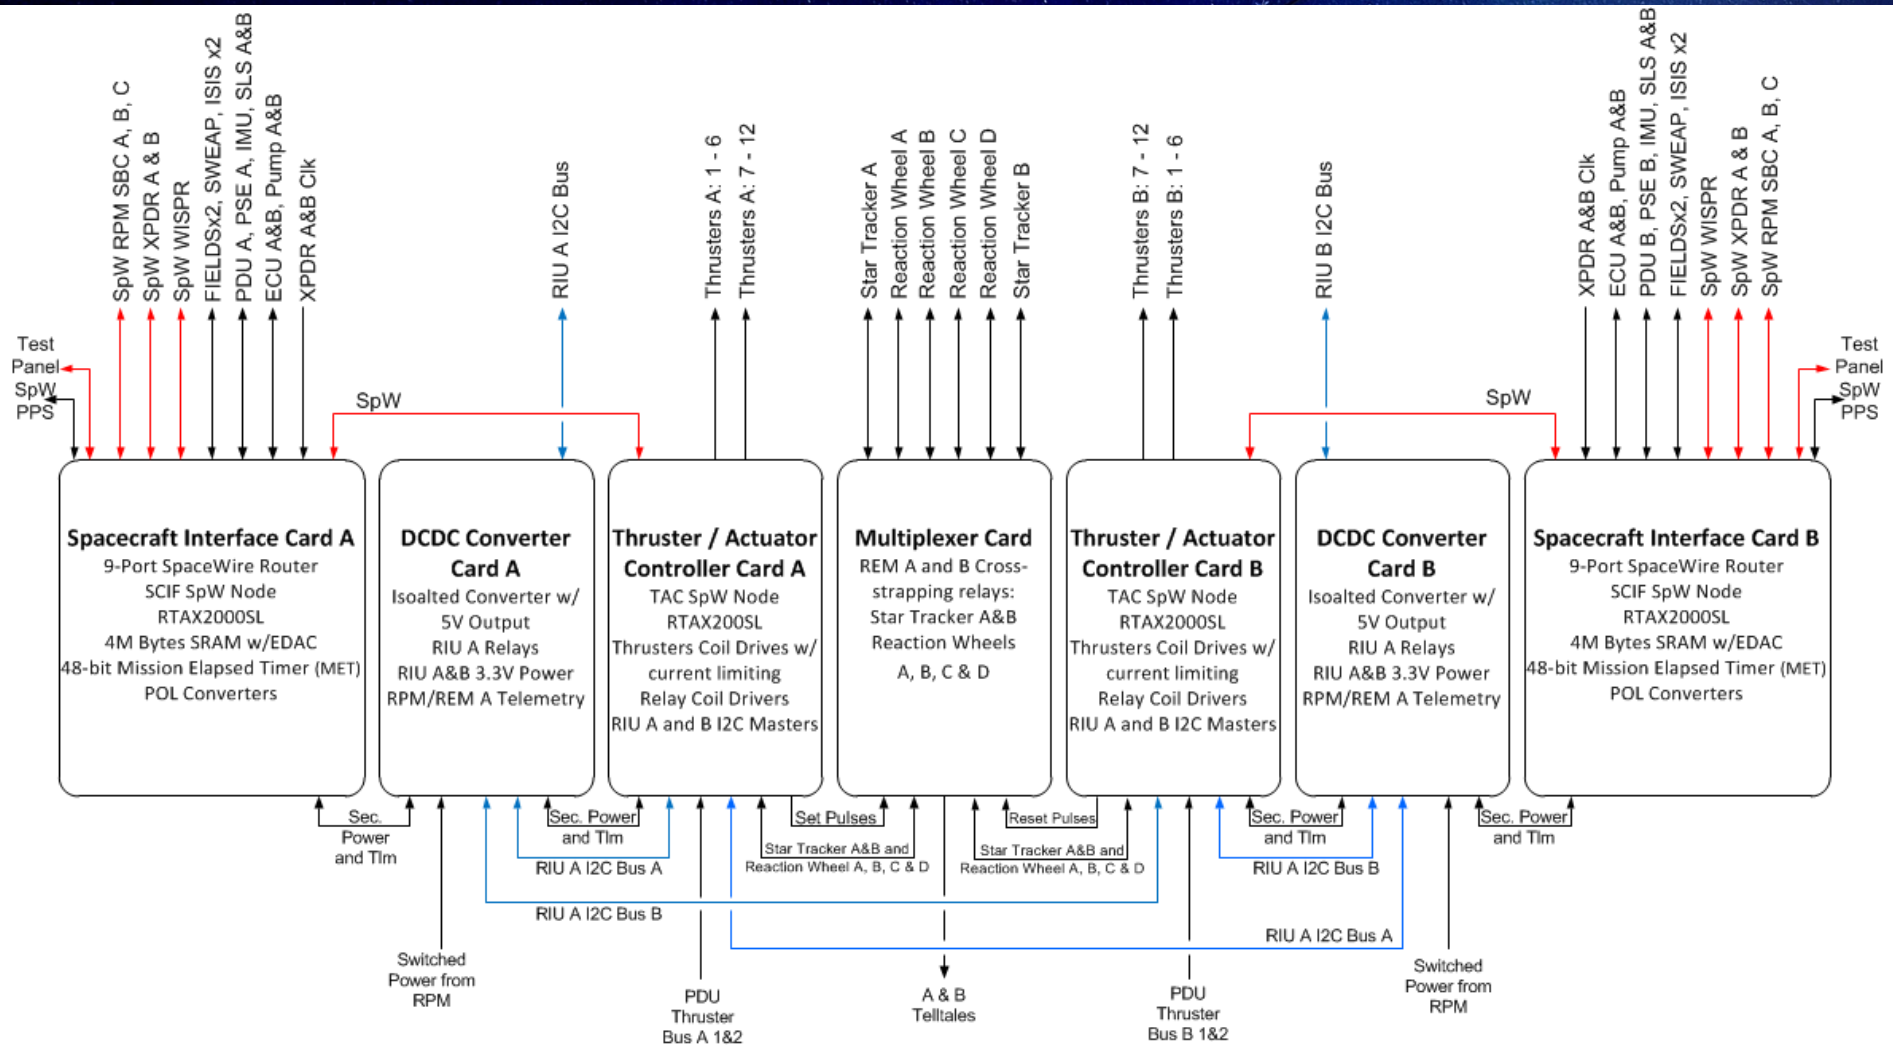 SpW RPM SBC A, B, C
SpW XPDR A & B
SpW WISPR
FIELDSx2, SWEAP, ISIS x2
PDU A, PSE A, IMU, SLS A&B
ECU A&B, Pump A&B
XPDR A&B Clk
RIU A I2C Bus
Thrusters A: 1 - 6
Thrusters A: 7 - 12
Star Tracker A
Reaction Wheel A
Reaction Wheel B
Reaction Wheel C
Reaction Wheel D
Star Tracker B
Thrusters B: 7 - 12
Thrusters B: 1 - 6
RIU B I2C Bus
XPDR A&B Clk
ECU A&B, Pump A&B
PDU B, PSE B, IMU, SLS A&B
FIELDSx2, SWEAP, ISIS x2
SpW WISPR
SpW XPDR A & B
SpW RPM SBC A, B, C
Test
Panel
SpW
PPS
SpW
SpW
Test
Panel
SpW
PPS
Spacecraft Interface Card A
9-Port SpaceWire Router
SCIF SpW Node
RTAX2000SL
4M Bytes SRAM w/EDAC
48-bit Mission Elapsed Timer (MET)
POL Converters
DCDC Converter
Card A
Isoalted Converter w/
5V Output
RIU A Relays
RIU A&B 3.3V Power
RPM/REM A Telemetry
Thruster / Actuator
Controller Card A
TAC SpW Node
RTAX200SL
Thrusters Coil Drives w/
current limiting
Relay Coil Drivers
RIU A and B I2C Masters
Multiplexer Card
REM A and B Cross-
strapping relays:
Star Tracker A&B
Reaction Wheels
A, B, C & D
Thruster / Actuator
Controller Card B
TAC SpW Node
RTAX2000SL
Thrusters Coil Drives w/
current limiting
Relay Coil Drivers
RIU A and B I2C Masters
DCDC Converter
Card B
Isoalted Converter w/
5V Output
RIU A Relays
RIU A&B 3.3V Power
RPM/REM A Telemetry
Spacecraft Interface Card B
9-Port SpaceWire Router
SCIF SpW Node
RTAX2000SL
4M Bytes SRAM w/EDAC
48-bit Mission Elapsed Timer (MET)
POL Converters
Sec.
Power
and Tlm
Sec. Power
and Tlm
Set Pulses
Reset Pulses
Sec. Power
and Tlm
Sec. Power
and Tlm
Star Tracker A&B and
Reaction Wheel A, B, C & D
Star Tracker A&B and
Reaction Wheel A, B, C & D
RIU A I2C Bus A
RIU A I2C Bus B
RIU A I2C Bus B
RIU A I2C Bus A
Switched
Power from
RPM
PDU
Thruster
Bus A 1&2
A & B
Telltales
PDU
Thruster
Bus B 1&2
Switched
Power from
RPM